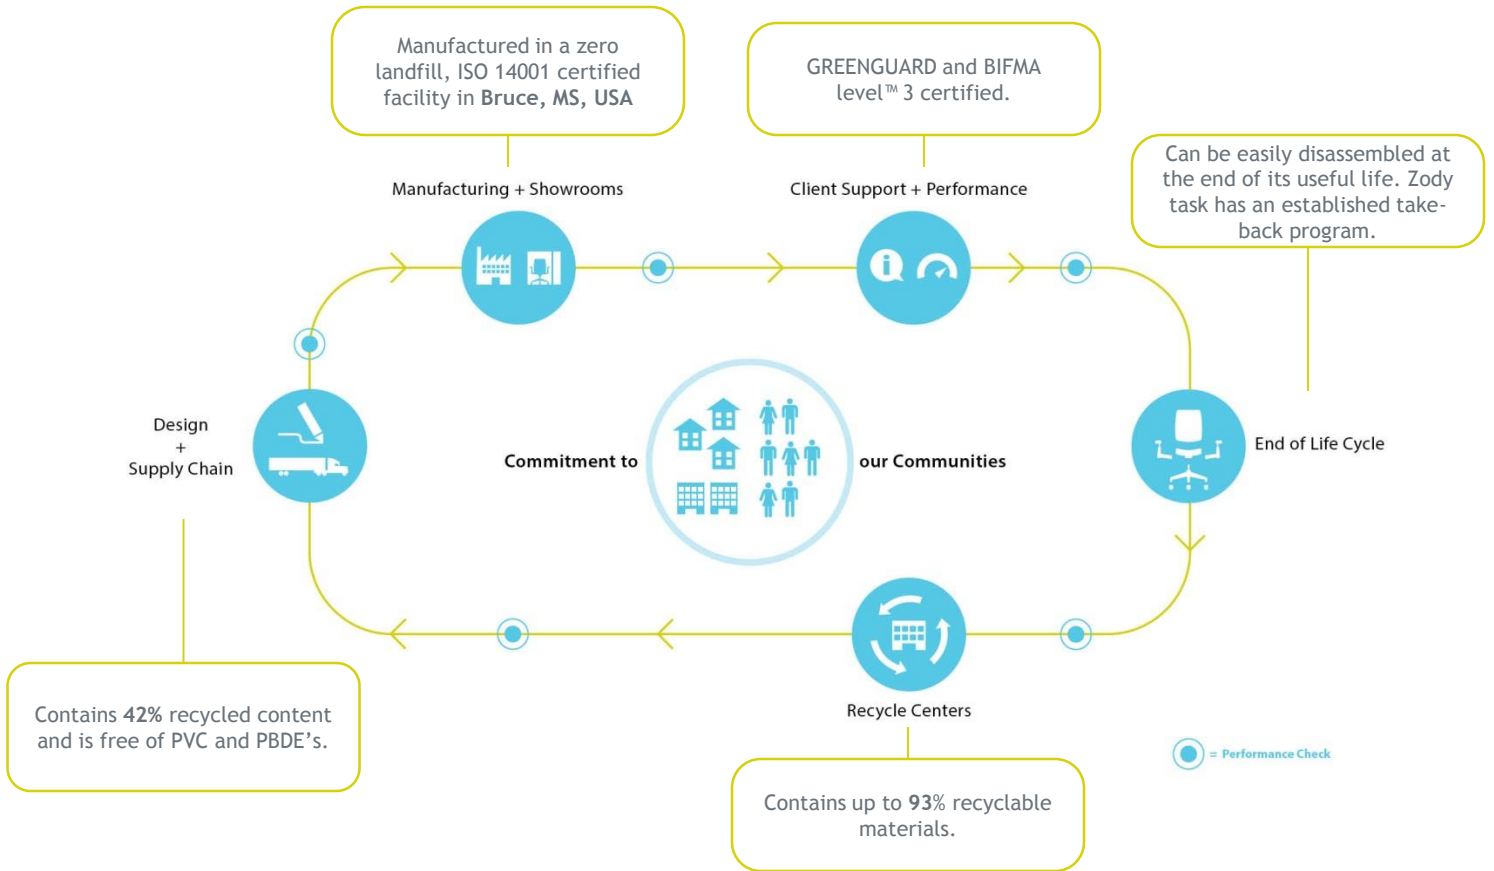 Manufactured in a zero
landfill, ISO 14001 certified
facility in Bruce, MS, USA
GREENGUARD and BIFMA
level™ 3 certified.
Can be easily disassembled at
the end of its useful life. Zody
task has an established take-
back program.
Manufacturing + Showrooms
Client Support + Performance
Design
+
Supply Chain
Commitment to
our Communities
End of Life Cycle
Recycle Centers
Contains 42% recycled content
and is free of PVC and PBDE’s.
= Performance Check
Contains up to 93% recyclable
materials.